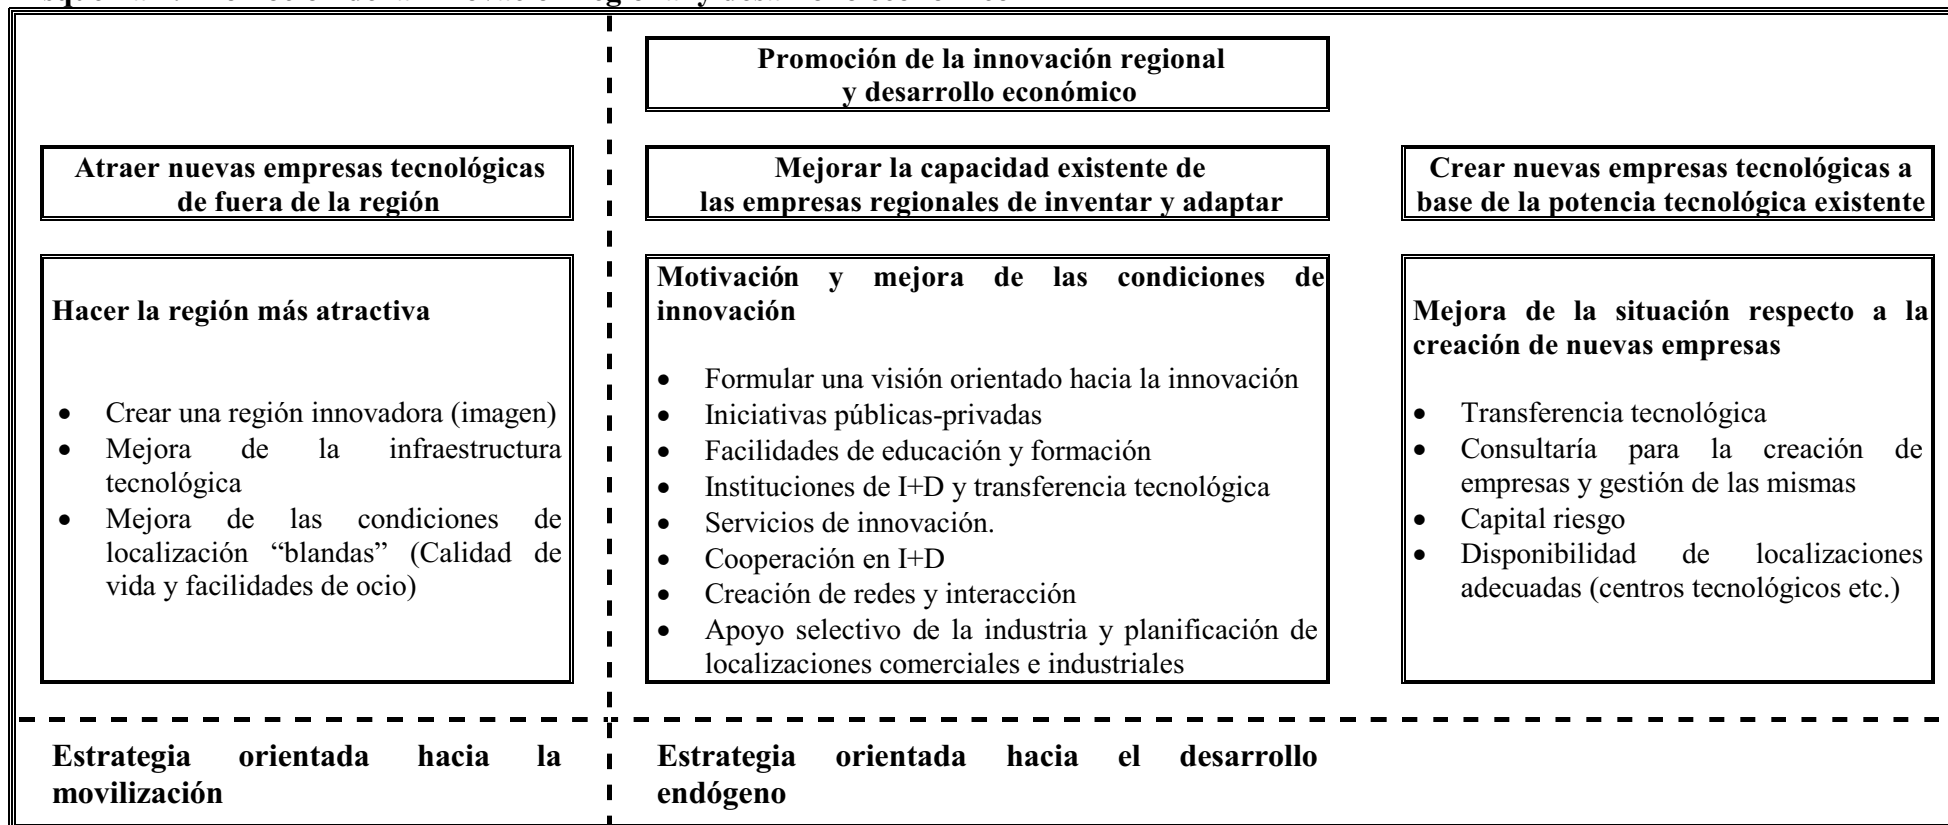 Promoción de la innovación regional
y desarrollo económico
Atraer nuevas empresas tecnológicas
de fuera de la región
Mejorar la capacidad existente de
las empresas regionales de inventar y adaptar
Crear nuevas empresas tecnológicas a
base de la potencia tecnológica existente
Hacer la región más atractiva
• Crear una región innovadora (imagen)
• Mejora de la infraestructura
tecnológica
• Mejora de las condiciones de
localización “blandas” (Calidad de
vida y facilidades de ocio)
Motivación y mejora de las condiciones de
innovación
• Formular una visión orientado hacia la innovación
• Iniciativas públicas-privadas
• Facilidades de educación y formación
• Instituciones de I+D y transferencia tecnológica
• Servicios de innovación.
• Cooperación en I+D
• Creación de redes y interacción
• Apoyo selectivo de la industria y planificación de
localizaciones comerciales e industriales
Mejora de la situación respecto a la
creación de nuevas empresas
• Transferencia tecnológica
• Consultaría para la creación de
empresas y gestión de las mismas
• Capital riesgo
• Disponibilidad de localizaciones
adecuadas (centros tecnológicos etc.)
Estrategia orientada hacia la
movilización
Estrategia orientada hacia el desarrollo
endógeno